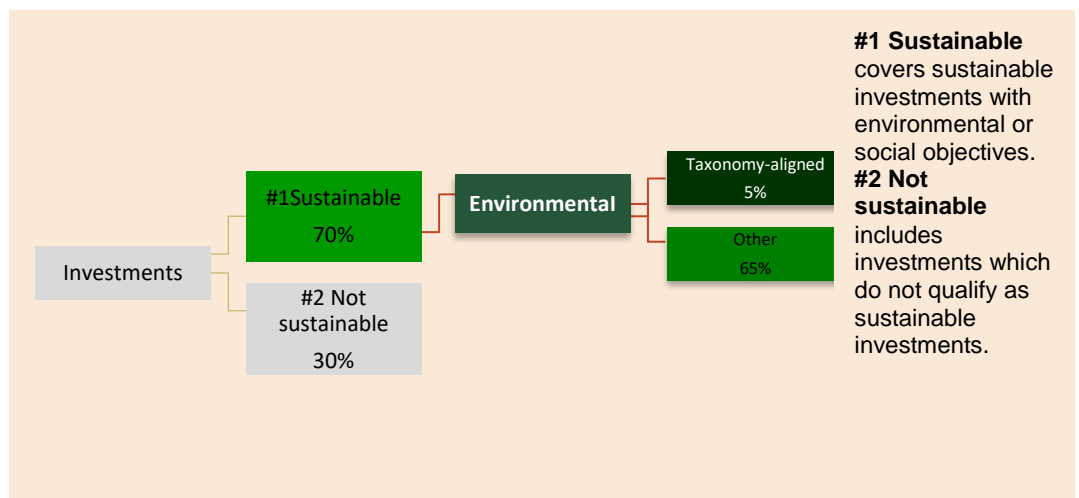 Investments
#1Sustainable
70%
#2 Not
sustainable
30%
Environmental
Taxonomy-aligned
5%
Other
65%
#1 Sustainable
covers sustainable
investments with
environmental or
social objectives.
#2 Not
sustainable
includes
investments which
do not qualify as
sustainable
investments.